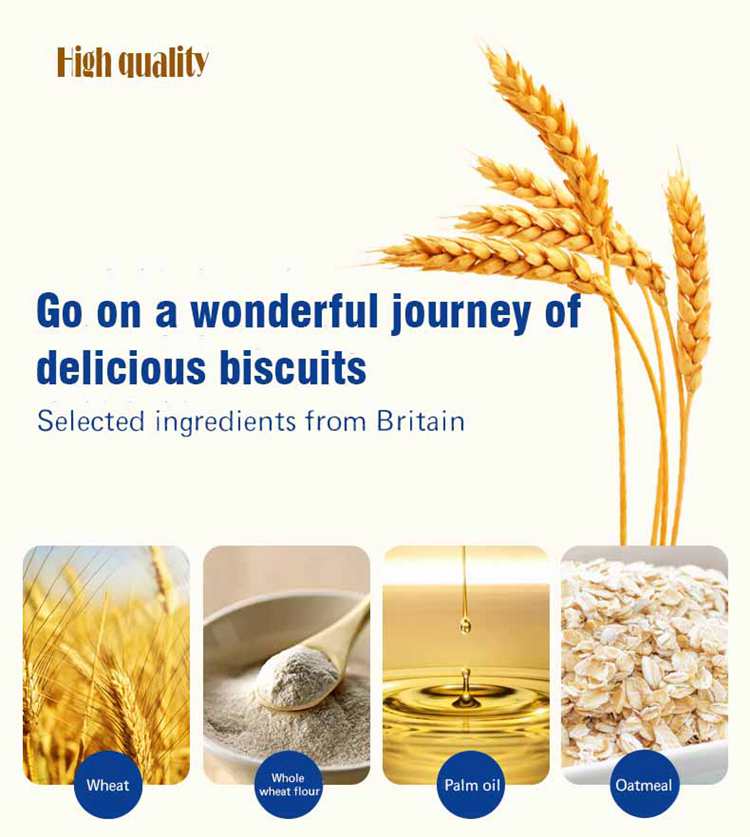 High quality
Go on a wonderful journey of
delicious biscuits
Selected ingredients from Britain
Wheat
Whole
wheat flour
Palm oil
Oatmeal